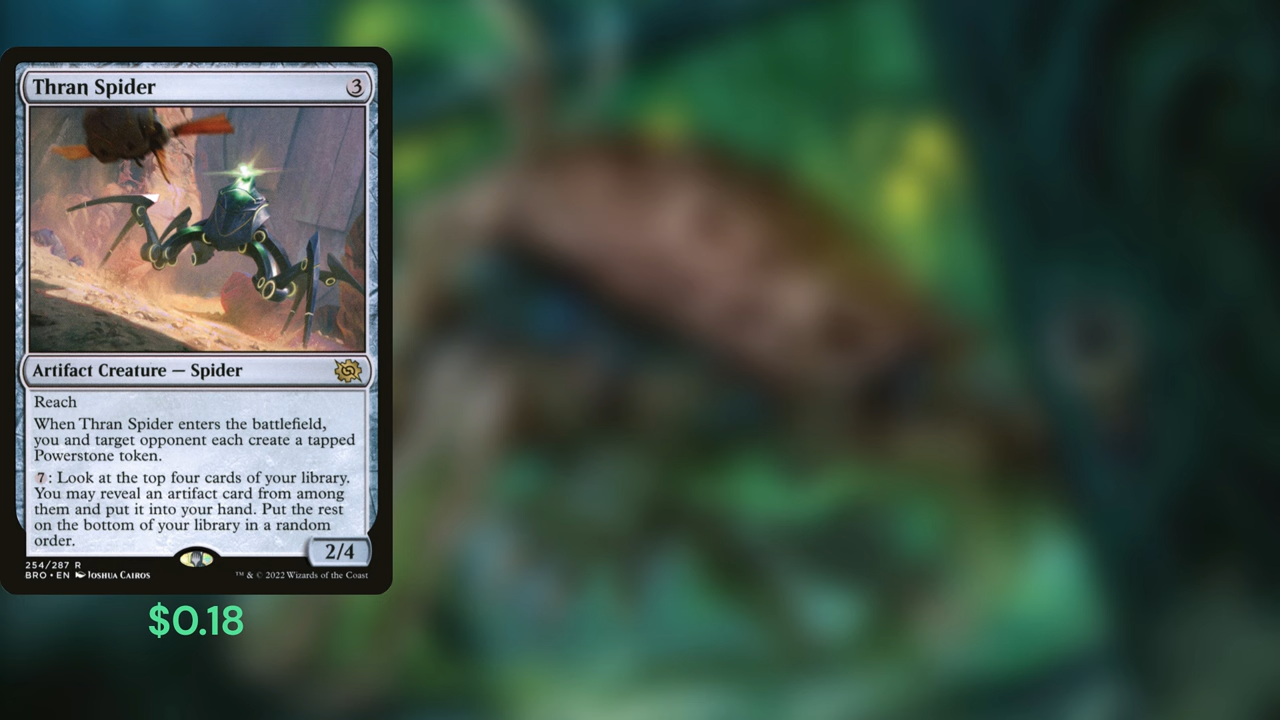 Thran Spider 3
Artifact Creature — Spider
Reach
When Thran Spider enters the battlefield,
you and target opponent each create a tapped
Powerstone token.
7: Look at the top four cards of your library.
You may reveal an artifact card from among
them and put it into your hand. Put the rest
on the bottom of your library in a random
order.
2/4
254/287 R
BRO • EN Joshua Cairos
™ & © 2022 Wizards of the Coast
$0.18